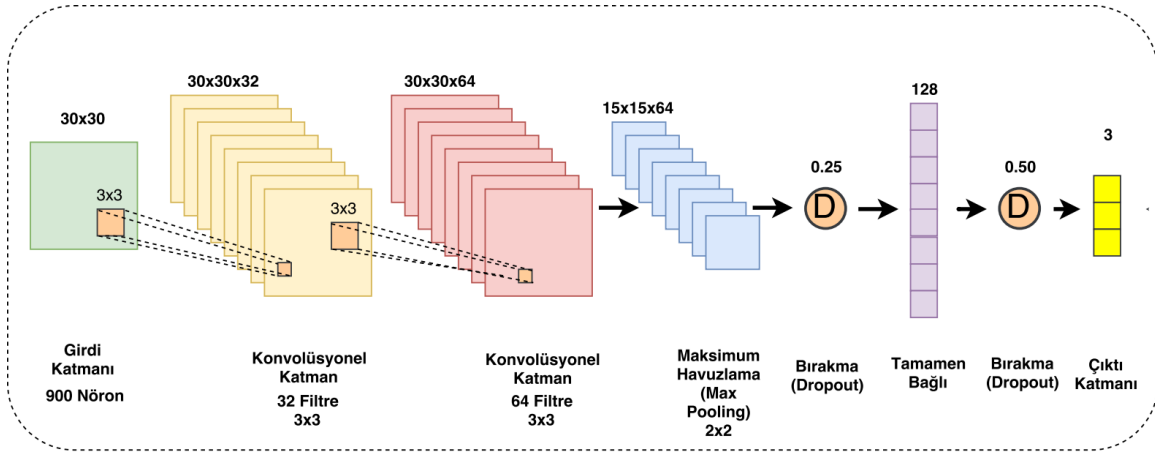 30x30
30x30x32
30x30x64
15x15x64
128
3
3x3
3x3
0.25
0.50
D
D
Girdi
Katmanı
900 Nöron
Konvolüsyonel
Katman
32 Filtre
3x3
Konvolüsyonel
Katman
64 Filtre
3x3
Maksimum
Havuzlama
(Max
Pooling)
2x2
Bırakma
(Dropout)
Tamamen
Bağlı
Bırakma
(Dropout)
Çıktı
Katmanı